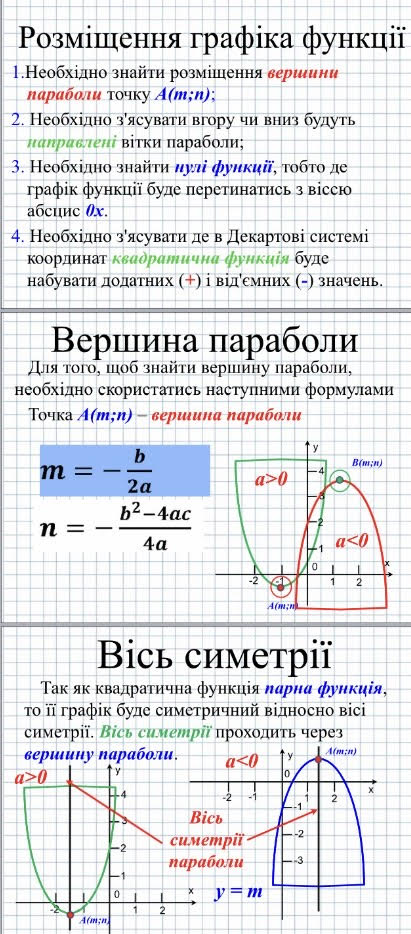 Розміщення графіка функції
1.Необхідно знайти розміщення вершини
параболи точку A(m;n);
2. Необхідно з'ясувати вгору чи вниз будуть
направлені вітки параболи;
3. Необхідно знайти нулі функції, тобто де
графік функції буде перетинатись з віссю
абсцис 0x.
4. Необхідно з'ясувати де в Декартові системі
координат квадратична функція буде
набувати додатних (+) і від'ємних (-) значень.
Вершина параболи
Для того, щоб знайти вершину параболи,
необхідно скористатись наступними формулами
Точка A(m;n) – вершина параболи
m = − b/2a
n = − b²−4ac/4a
y
B(m;n)
a>0
4
3
2
a<0
1
0
x
-2
-1
1
2
A(m;n)
Вісь симетрії
Так як квадратична функція парна функція,
то її графік буде симетричний відносно вісі
симетрії. Вісь симетрії проходить через
вершину параболи.
a>0
y
4
3
2
1
0
x
-2
1
2
A(m;n)
Вісь
симетрії
параболи
a<0
y
A(m;n)
0
x
-2
-1
1
2
-1
-2
-3
y = m